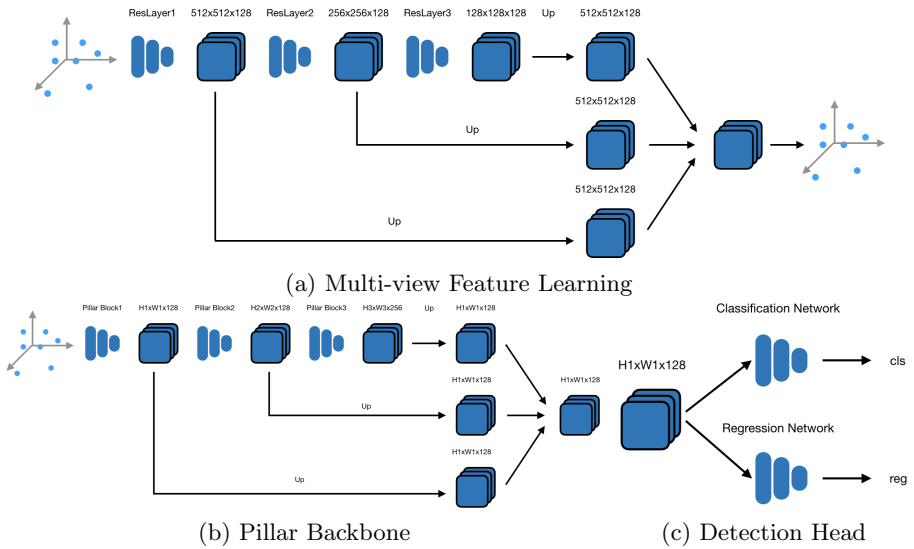 ResLayer1 512x512x128 ResLayer2 256x256x128 ResLayer3 128x128x128 Up 512x512x128
512x512x128
Up
512x512x128
Up
(a) Multi-view Feature Learning
Pillar Block1 H1xW1x128 Pillar Block2 H2xW2x128 Pillar Block3 H3xW3x256 Up H1xW1x128
H1xW1x128 H1xW1x128
Up
H1xW1x128
Up
(b) Pillar Backbone
Classification Network
H1xW1x128
cls
Regression Network
reg
(c) Detection Head